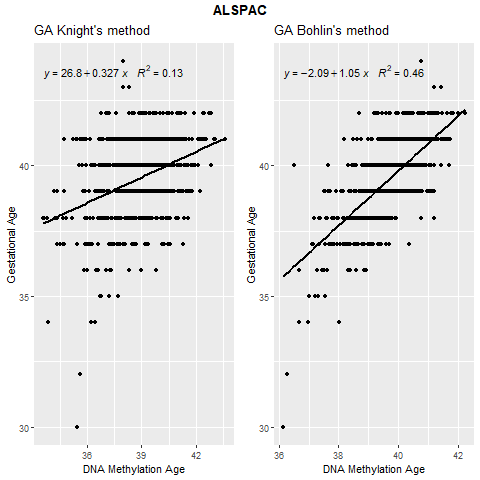 ALSPAC
GA Knight's method
y = 26.8 + 0.327 x R² = 0.13
Gestational Age
40
35
30
36
39
42
DNA Methylation Age
GA Bohlin's method
y = −2.09 + 1.05 x R² = 0.46
Gestational Age
40
35
30
36
38
40
42
DNA Methylation Age